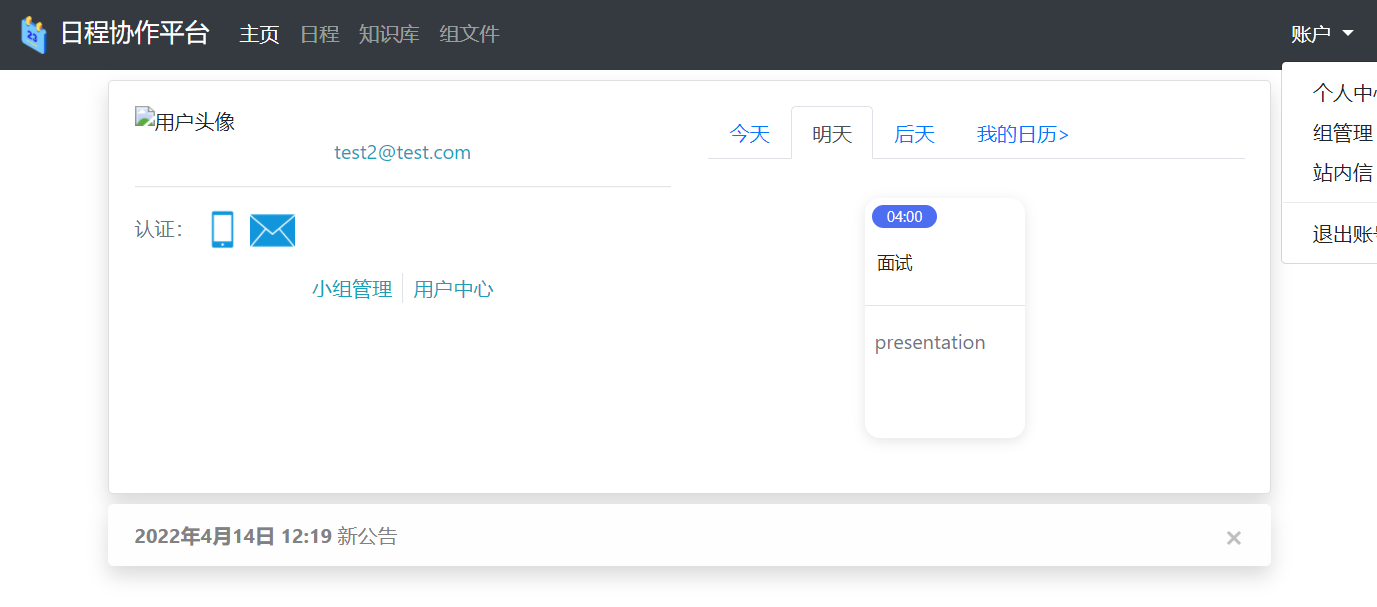 日程协作平台 主页 日程 知识库 组文件 账户
个人中
组管理
站内信
退出账
用户头像
test2@test.com
认证：
小组管理 用户中心
今天 明天 后天 我的日历>
04:00
面试
presentation
2022年4月14日 12:19 新公告 ×